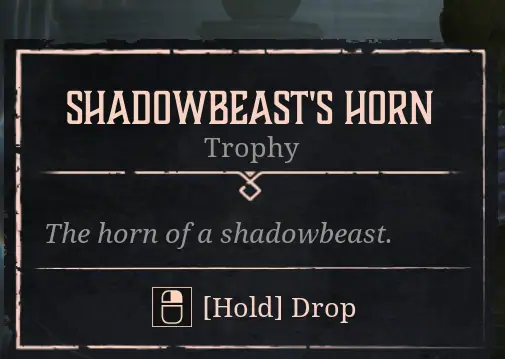 SHADOWBEAST'S HORN
Trophy
The horn of a shadowbeast.
[Hold] Drop